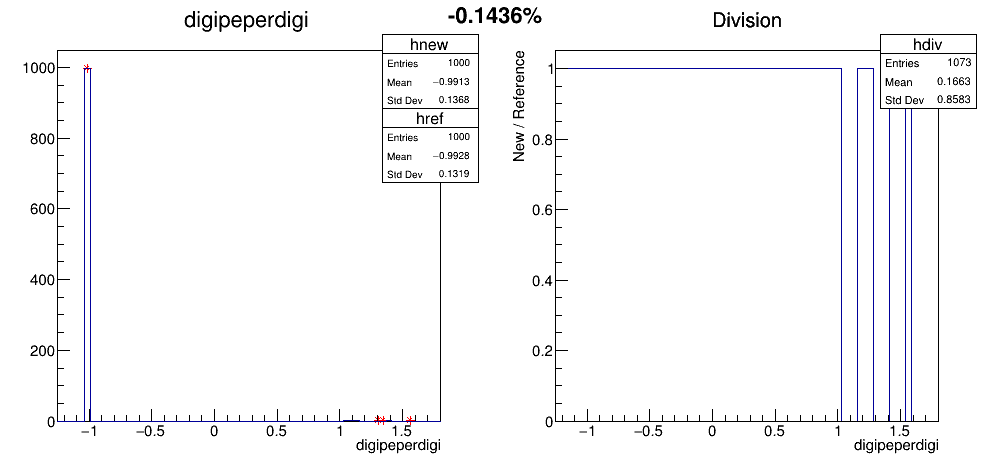 -0.1436%
digipeperdigi
hnew
Entries 1000
Mean −0.9913
Std Dev 0.1368
href
Entries 1000
Mean −0.9928
Std Dev 0.1319
1000
800
600
400
200
0
−1 −0.5 0 0.5 1 1.5
digipeperdigi
Division
hdiv
Entries 1073
Mean 0.1663
Std Dev 0.8583
New / Reference
1
0.8
0.6
0.4
0.2
0
−1 −0.5 0 0.5 1 1.5
digipeperdigi